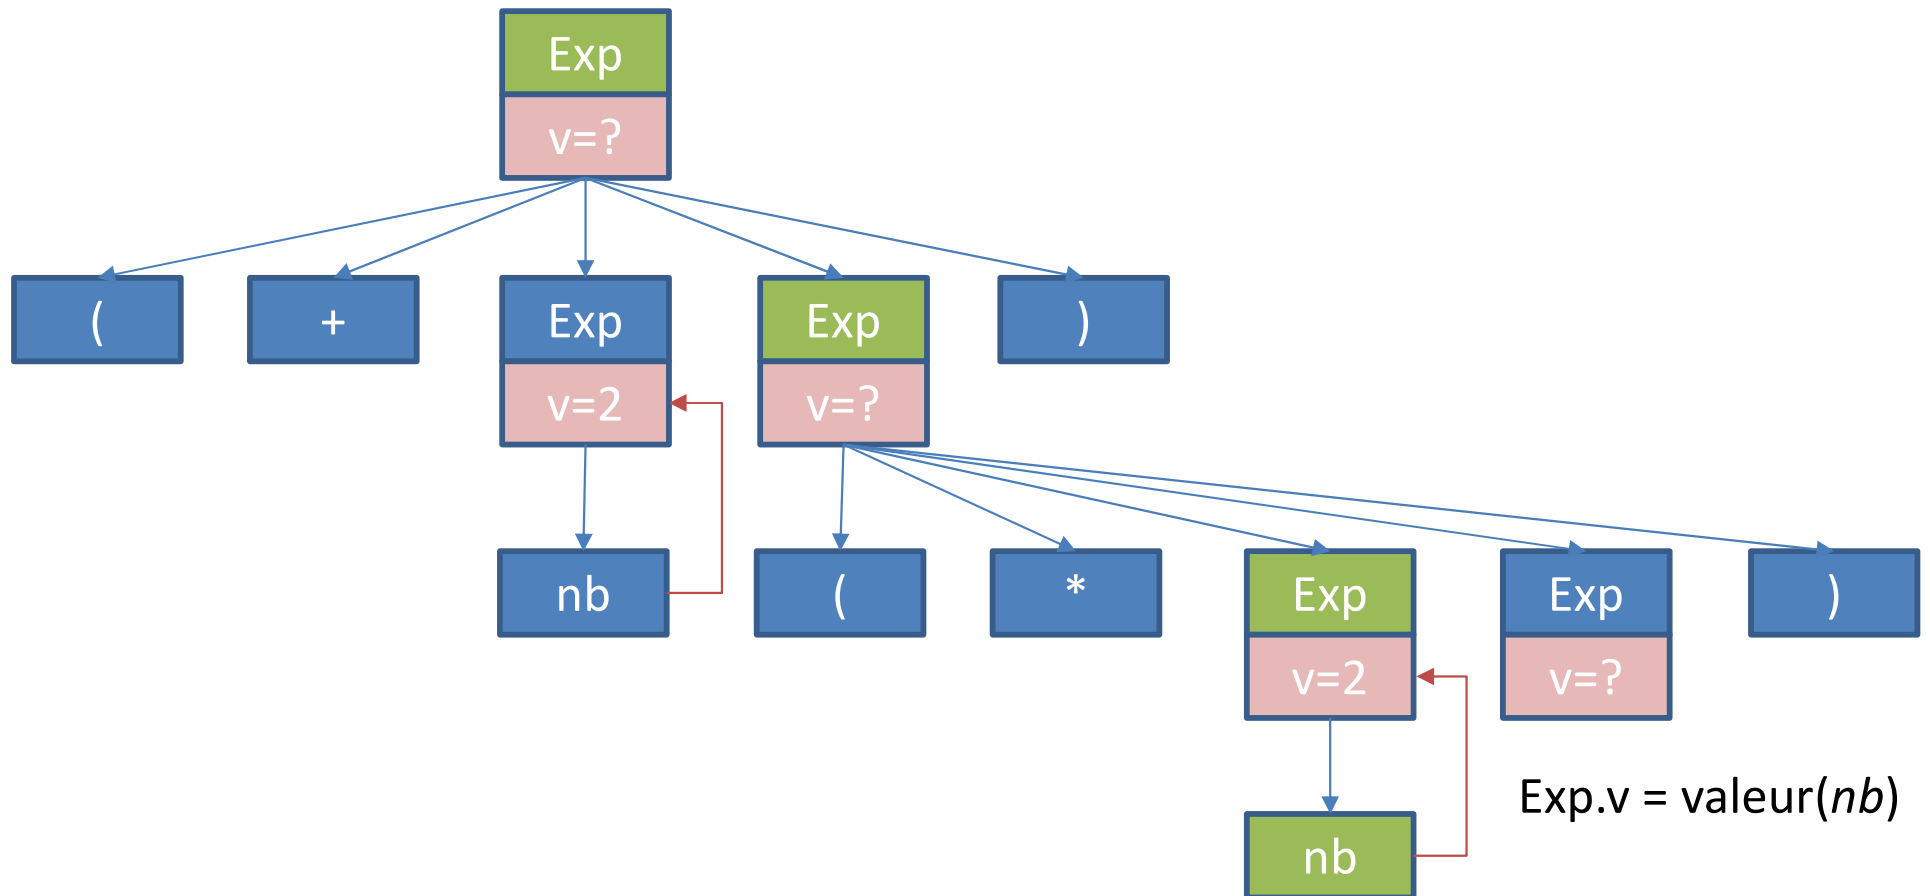 Exp
v=?
( + Exp Exp )
v=2 v=?
nb ( * Exp Exp )
v=2 v=?
Exp.v = valeur(nb)
nb